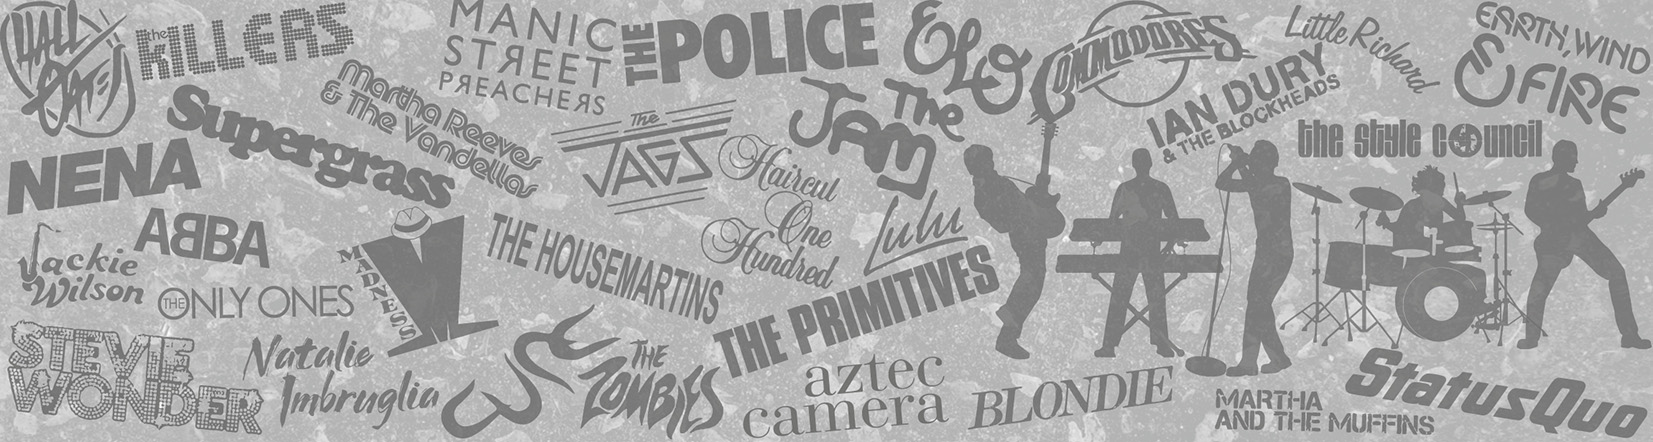 HALL
OATES
the
KILLERS
MANIC
STREET
PREACHERS
THE POLICE
ELO
COMMODORES
Little Richard
EARTH, WIND
& FIRE
Martha Reeves
& The Vandellas
Supergrass
The
JAGS
The
JAM
IAN DURY
& THE BLOCKHEADS
the style council
NENA
Haircut
One
Hundred
Lulu
ABBA
Jackie
Wilson
MADNESS
THE HOUSEMARTINS
THE ONLY ONES
THE PRIMITIVES
STEVIE
WONDER
Natalie
Imbruglia
THE
ZOMBIES
aztec
camera
BLONDIE
MARTHA
AND THE MUFFINS
Status Quo